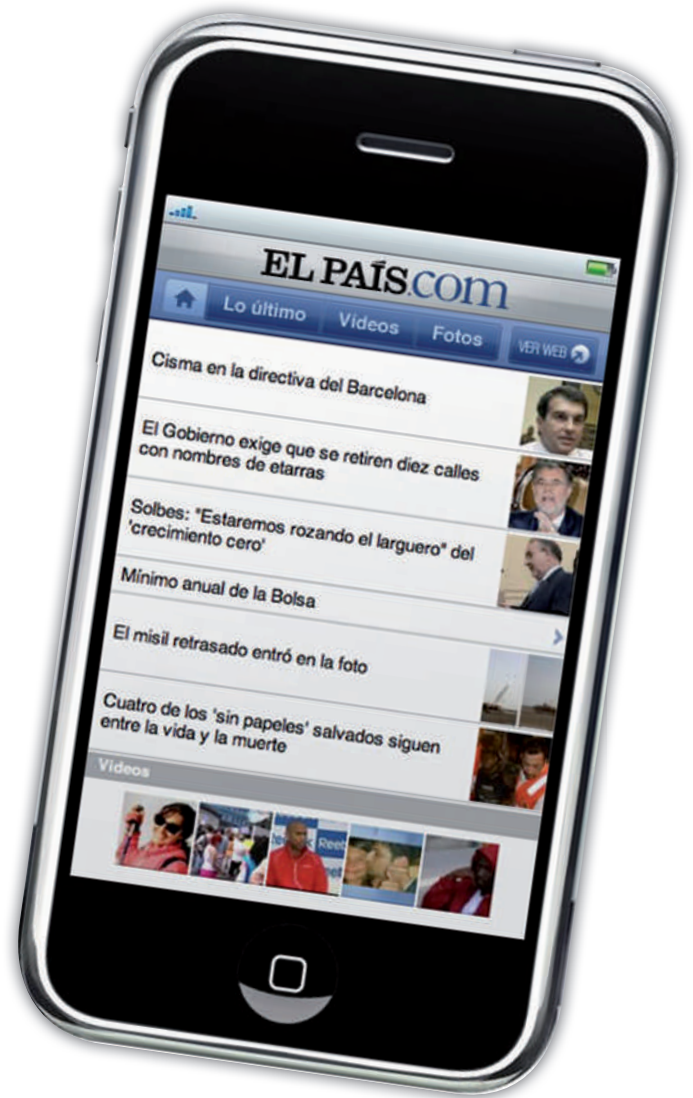 EL PAÍS.COM
Lo último
Vídeos
Fotos
VER WEB
Cisma en la directiva del Barcelona
El Gobierno exige que se retiren diez calles
con nombres de etarras
Solbes: "Estaremos rozando el larguero" del
'crecimiento cero'
Mínimo anual de la Bolsa
El misil retrasado entró en la foto
Cuatro de los 'sin papeles' salvados siguen
entre la vida y la muerte
Vídeos
Reeb